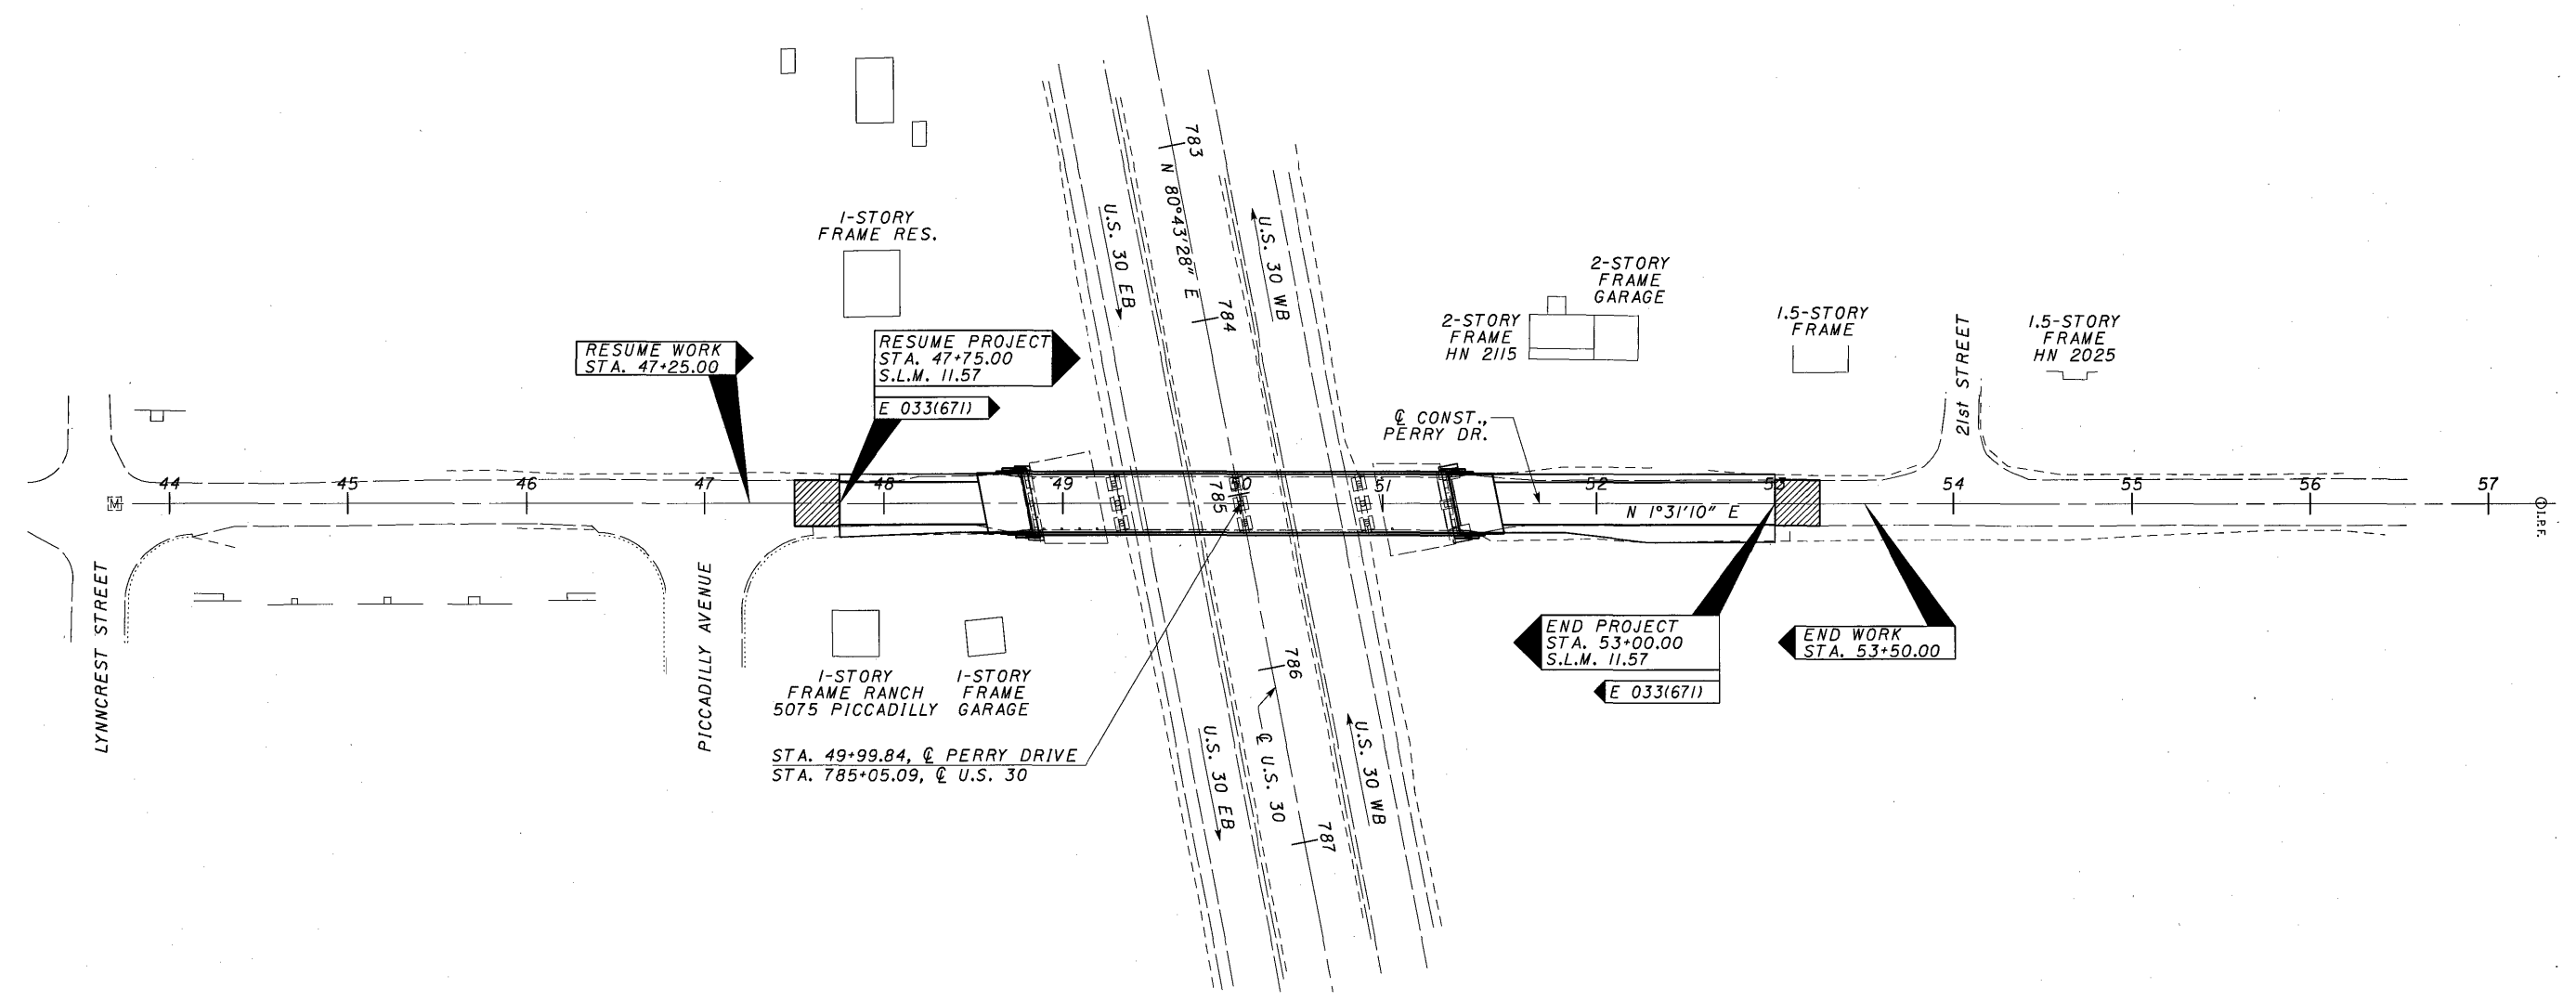 783
N 80°43'28" E
784
785
786
787
U.S. 30 EB
U.S. 30 WB
1-STORY
FRAME RES.
2-STORY
FRAME
GARAGE
2-STORY
FRAME
HN 2115
1.5-STORY
FRAME
21st STREET
1.5-STORY
FRAME
HN 2025
RESUME WORK
STA. 47+25.00
RESUME PROJECT
STA. 47+75.00
S.L.M. 11.57
E 033(671)
℄ CONST.,
PERRY DR.
M
44
45
46
47
48
49
50
51
52
53
54
55
56
57
I.P.F.
N 1°31'10" E
LYNNCREST STREET
PICCADILLY AVENUE
1-STORY
FRAME RANCH
5075 PICCADILLY
1-STORY
FRAME
GARAGE
STA. 49+99.84, ℄ PERRY DRIVE
STA. 785+05.09, ℄ U.S. 30
U.S. 30 EB
℄ U.S. 30
U.S. 30 WB
END PROJECT
STA. 53+00.00
S.L.M. 11.57
E 033(671)
END WORK
STA. 53+50.00